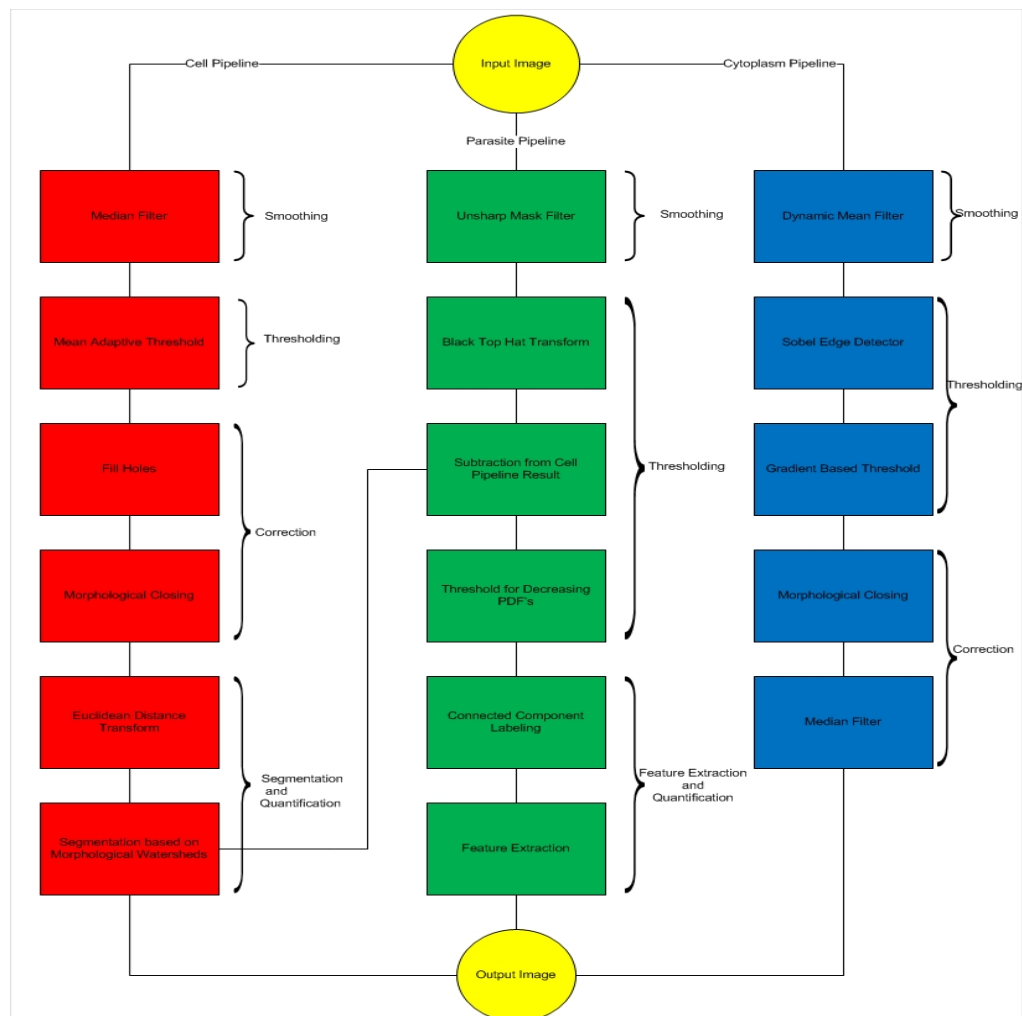 Input Image
Cell Pipeline
Cytoplasm Pipeline
Parasite Pipeline
Median Filter
Smoothing
Unsharp Mask Filter
Smoothing
Dynamic Mean Filter
Smoothing
Mean Adaptive Threshold
Thresholding
Black Top Hat Transform
Sobel Edge Detector
Thresholding
Fill Holes
Subtraction from Cell
Pipeline Result
Thresholding
Gradient Based Threshold
Correction
Morphological Closing
Threshold for Decreasing
PDF's
Morphological Closing
Correction
Euclidean Distance
Transform
Connected Component
Labeling
Median Filter
Segmentation
and
Quantification
Feature Extraction
and
Quantification
Segmentation based on
Morphological Watersheds
Feature Extraction
Output Image